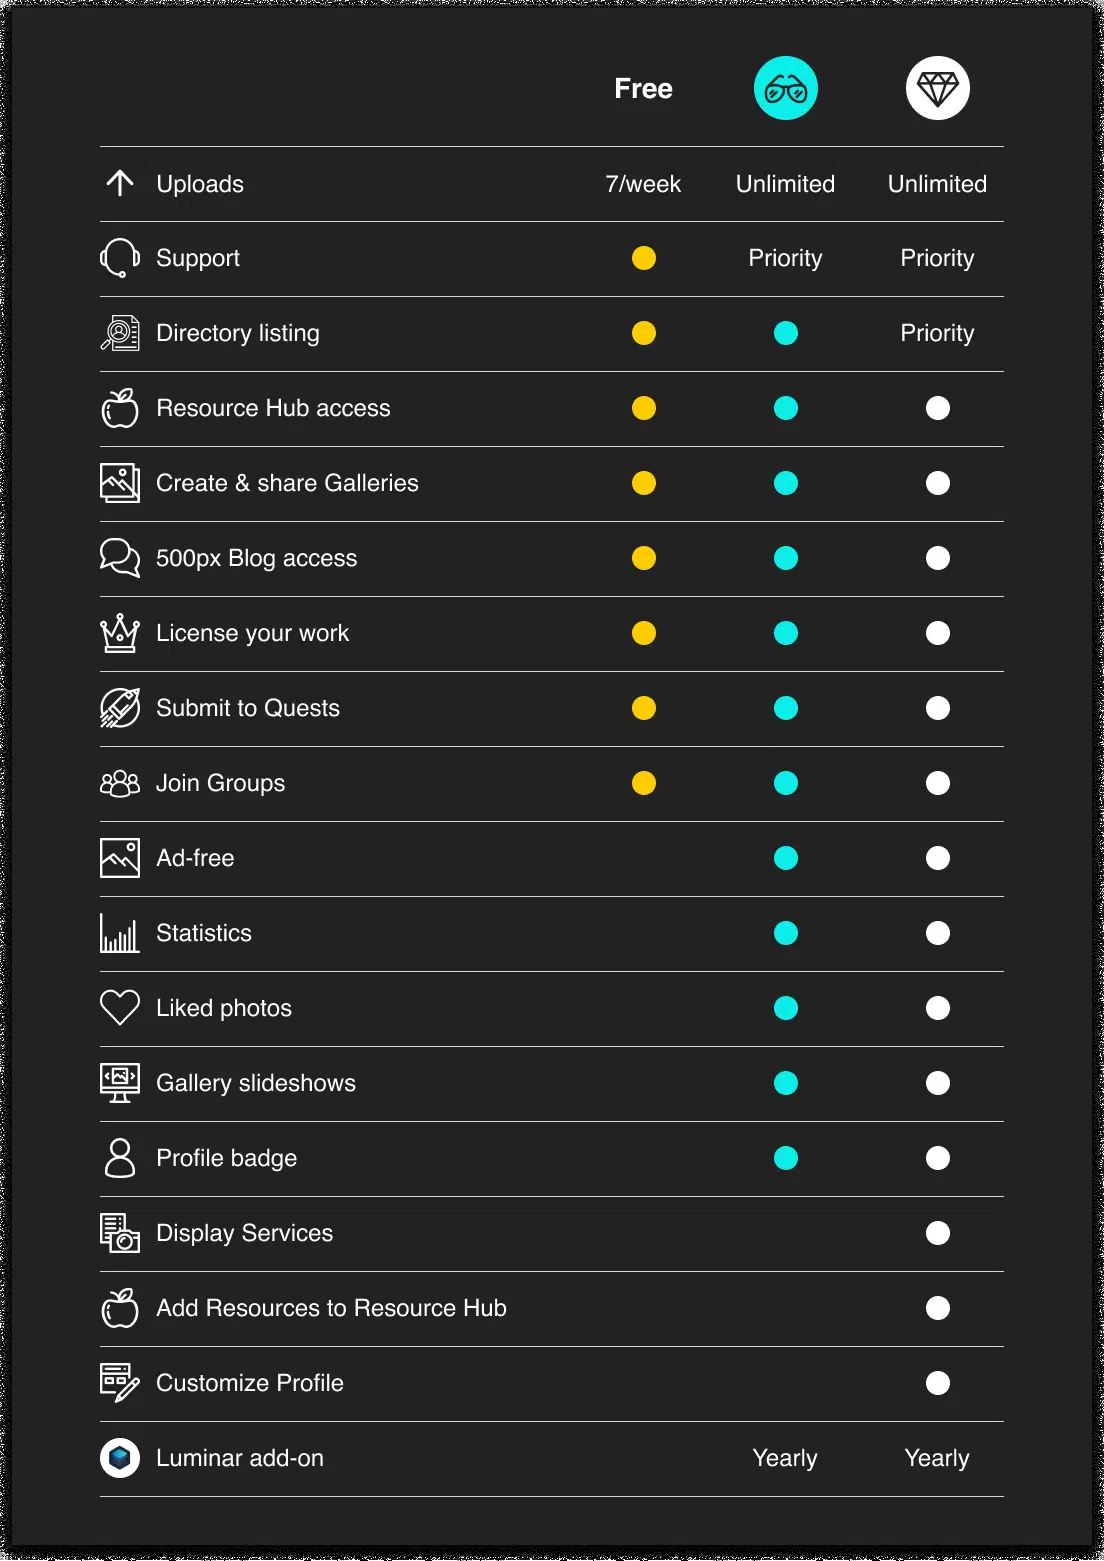 Free
Uploads 7/week Unlimited Unlimited
Support Priority Priority
Directory listing Priority
Resource Hub access
Create & share Galleries
500px Blog access
License your work
Submit to Quests
Join Groups
Ad-free
Statistics
Liked photos
Gallery slideshows
Profile badge
Display Services
Add Resources to Resource Hub
Customize Profile
Luminar add-on Yearly Yearly